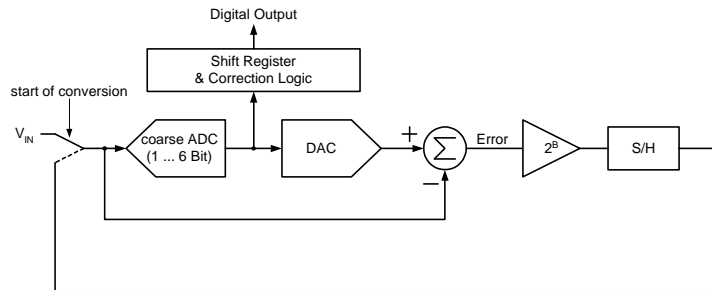 Digital Output
Shift Register
& Correction Logic
start of conversion
V_IN
coarse ADC
(1 ... 6 Bit)
DAC
+
Σ
−
Error
2^B
S/H